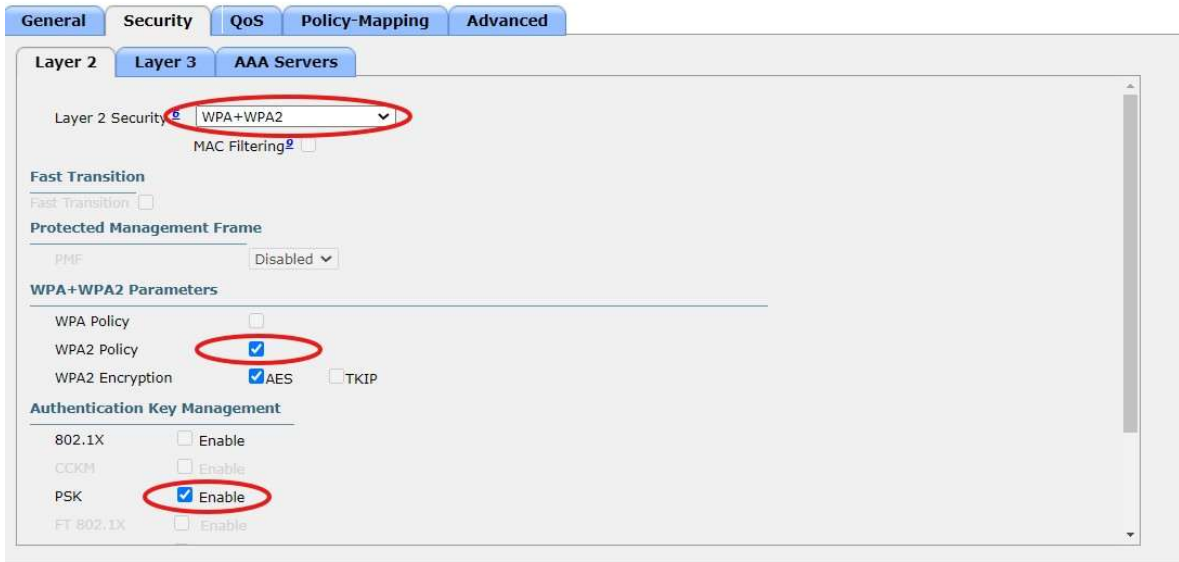 General Security QoS Policy-Mapping Advanced
Layer 2 Layer 3 AAA Servers
Layer 2 Security 6 WPA+WPA2
MAC Filtering 9
Fast Transition
Fast Transition
Protected Management Frame
PMF Disabled
WPA+WPA2 Parameters
WPA Policy
WPA2 Policy
WPA2 Encryption AES TKIP
Authentication Key Management
802.1X Enable
CCKM Enable
PSK Enable
FT 802.1X Enable